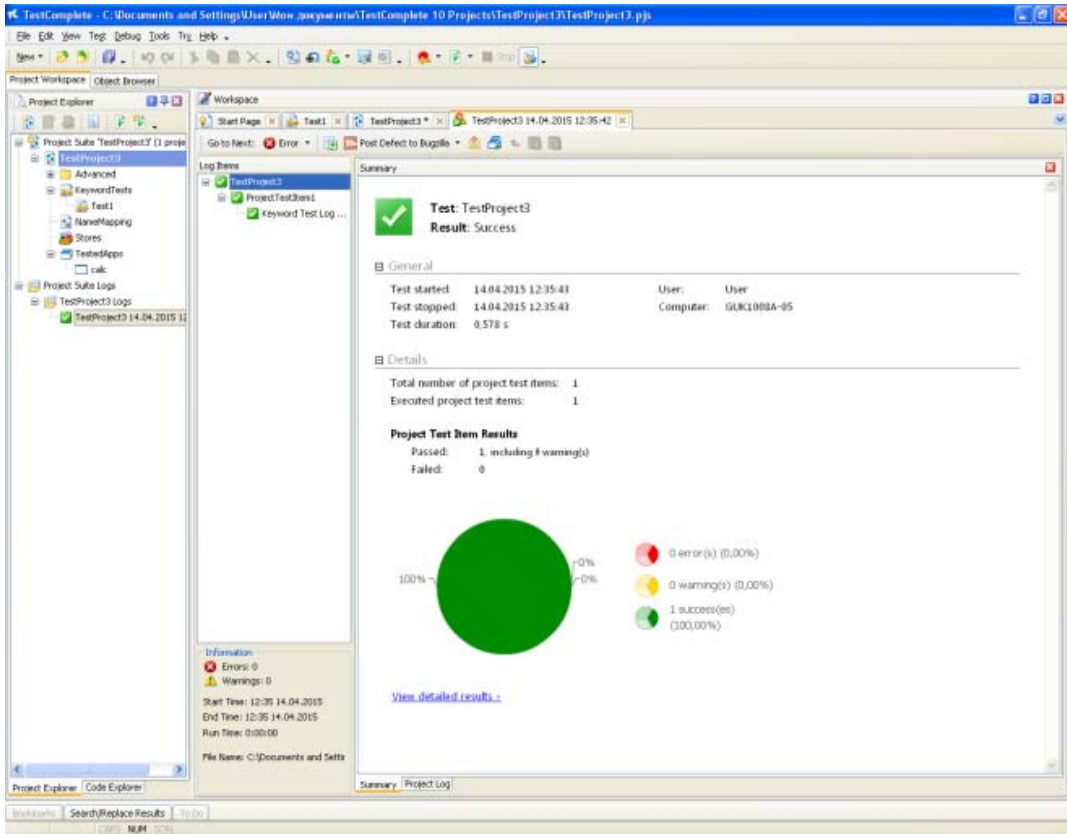 TestComplete - C:\Documents and Settings\User\Мои документы\TestComplete 10 Projects\TestProject3\TestProject3.pjs
File Edit View Test Debug Tools Try Help
New
Stop
Project Workspace Object Browser
Project Explorer
Workspace
Start Page Test1 TestProject3 * TestProject3 14.04.2015 12:35:42
Go to Next: Error Post Defect to Bugzilla
Project Suite 'TestProject3' (1 proje
TestProject3
Advanced
KeywordTests
Test1
NameMapping
Stores
TestedApps
calc
Project Suite Logs
TestProject3 Logs
TestProject3 14.04.2015 12
Log Items
TestProject3
ProjectTestItem1
Keyword Test Log ...
Information
Errors: 0
Warnings: 0
Start Time: 12:35 14.04.2015
End Time: 12:35 14.04.2015
Run Time: 0:00:00
File Name: C:\Documents and Settin
Summary
Test: TestProject3
Result: Success
General
Test started: 14.04.2015 12:35:43 User: User
Test stopped: 14.04.2015 12:35:43 Computer:
Test duration: 0,578 s
Details
Total number of project test items: 1
Executed project test items: 1
Project Test Item Results
Passed: 1, including 0 warning(s)
Failed: 0
100%
0%
0%
0 error(s) (0,00%)
0 warning(s) (0,00%)
1 success(es)
(100,00%)
View detailed results
Project Explorer Code Explorer
Summary Project Log
Bookmarks Search/Replace Results To Do
CAPS NUM SCRL